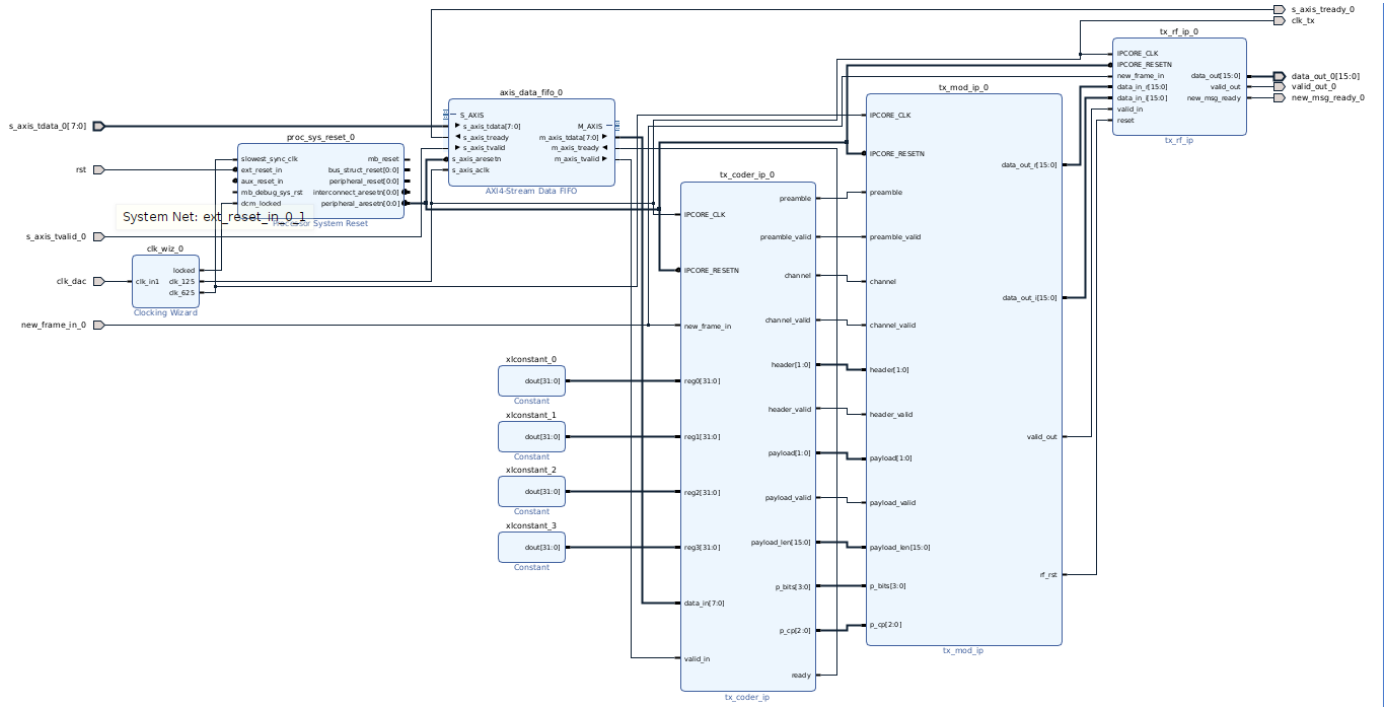 s_axis_tready_0
clk_tx
tx_rf_ip_0
IPCORE_CLK
IPCORE_RESETN
new_frame_in
data_in_r[15:0]
data_in_i[15:0]
valid_in
reset
data_out[15:0]
valid_out
new_msg_ready
tx_rf_ip
data_out_0[15:0]
valid_out_0
new_msg_ready_0
axis_data_fifo_0
S_AXIS
s_axis_tdata[7:0]
s_axis_tready
s_axis_tvalid
s_axis_aresetn
s_axis_aclk
M_AXIS
m_axis_tdata[7:0]
m_axis_tready
m_axis_tvalid
AXI4-Stream Data FIFO
s_axis_tdata_0[7:0]
rst
s_axis_tvalid_0
clk_dac
new_frame_in_0
proc_sys_reset_0
slowest_sync_clk
ext_reset_in
aux_reset_in
mb_debug_sys_rst
dcm_locked
mb_reset
bus_struct_reset[0:0]
peripheral_reset[0:0]
interconnect_aresetn[0:0]
peripheral_aresetn[0:0]
Processor System Reset
System Net: ext_reset_in_0_1
clk_wiz_0
clk_in1
locked
clk_125
clk_625
Clocking Wizard
xlconstant_0
dout[31:0]
Constant
xlconstant_1
dout[31:0]
Constant
xlconstant_2
dout[31:0]
Constant
xlconstant_3
dout[31:0]
Constant
tx_coder_ip_0
IPCORE_CLK
IPCORE_RESETN
new_frame_in
reg0[31:0]
reg1[31:0]
reg2[31:0]
reg3[31:0]
data_in[7:0]
valid_in
preamble
preamble_valid
channel
channel_valid
header[1:0]
header_valid
payload[1:0]
payload_valid
payload_len[15:0]
p_bits[3:0]
p_cp[2:0]
ready
tx_coder_ip
tx_mod_ip_0
IPCORE_CLK
IPCORE_RESETN
preamble
preamble_valid
channel
channel_valid
header[1:0]
header_valid
payload[1:0]
payload_valid
payload_len[15:0]
p_bits[3:0]
p_cp[2:0]
data_out_r[15:0]
data_out_i[15:0]
valid_out
rf_rst
tx_mod_ip